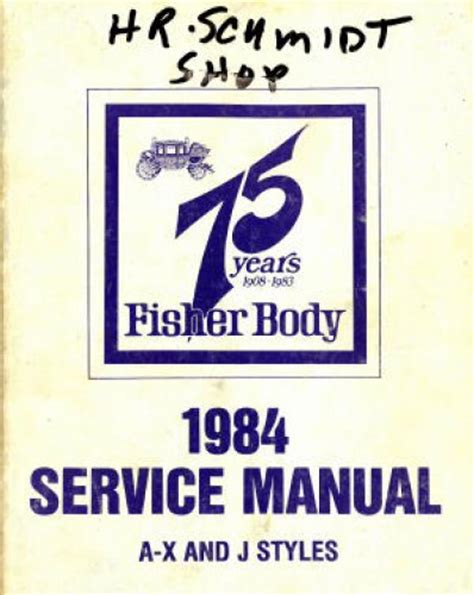 HR. SCHMIDT
SHOP
75
years
1908-1983
Fisher Body
1984
SERVICE MANUAL
A-X AND J STYLES